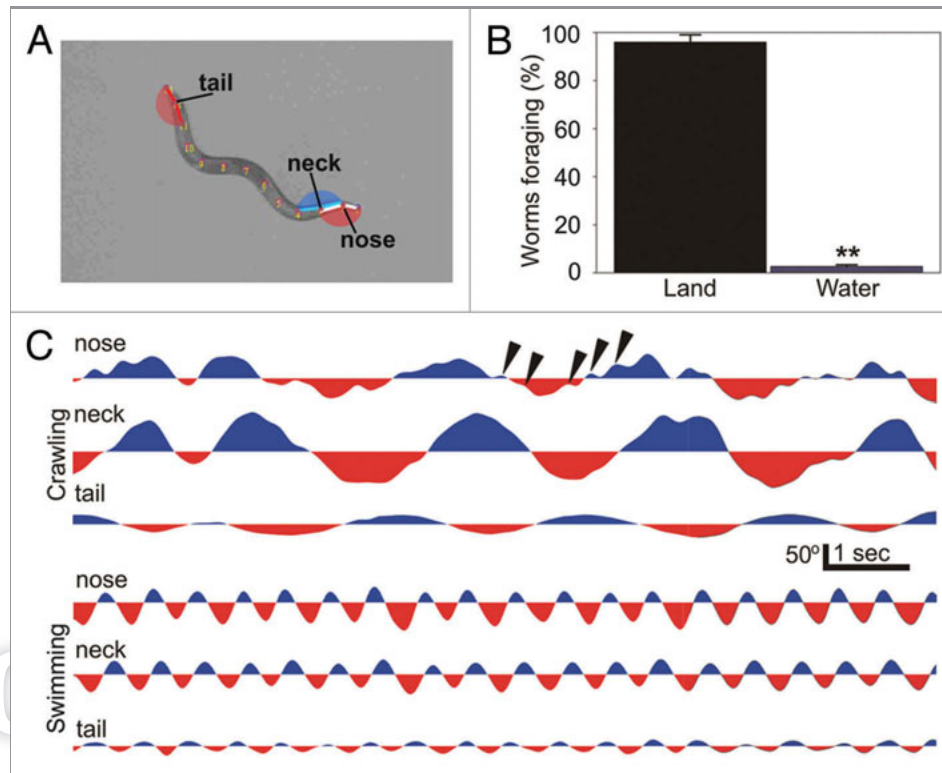 A
tail
neck
nose
B
Worms foraging (%)
100
80
60
40
20
0
**
Land
Water
C
Crawling
nose
neck
tail
50º
1 sec
Swimming
nose
neck
tail